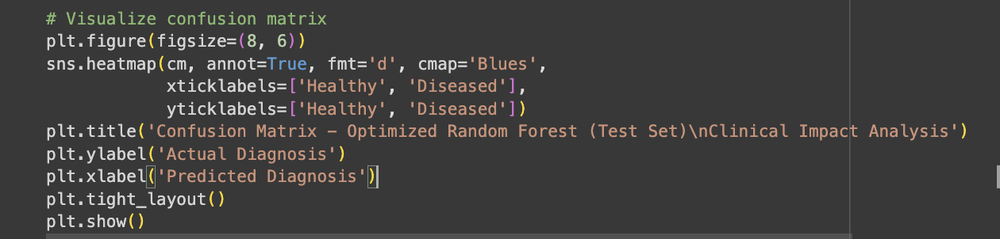 # Visualize confusion matrix
plt.figure(figsize=(8, 6))
sns.heatmap(cm, annot=True, fmt='d', cmap='Blues',
            xticklabels=['Healthy', 'Diseased'],
            yticklabels=['Healthy', 'Diseased'])
plt.title('Confusion Matrix – Optimized Random Forest (Test Set)\nClinical Impact Analysis')
plt.ylabel('Actual Diagnosis')
plt.xlabel('Predicted Diagnosis')
plt.tight_layout()
plt.show()